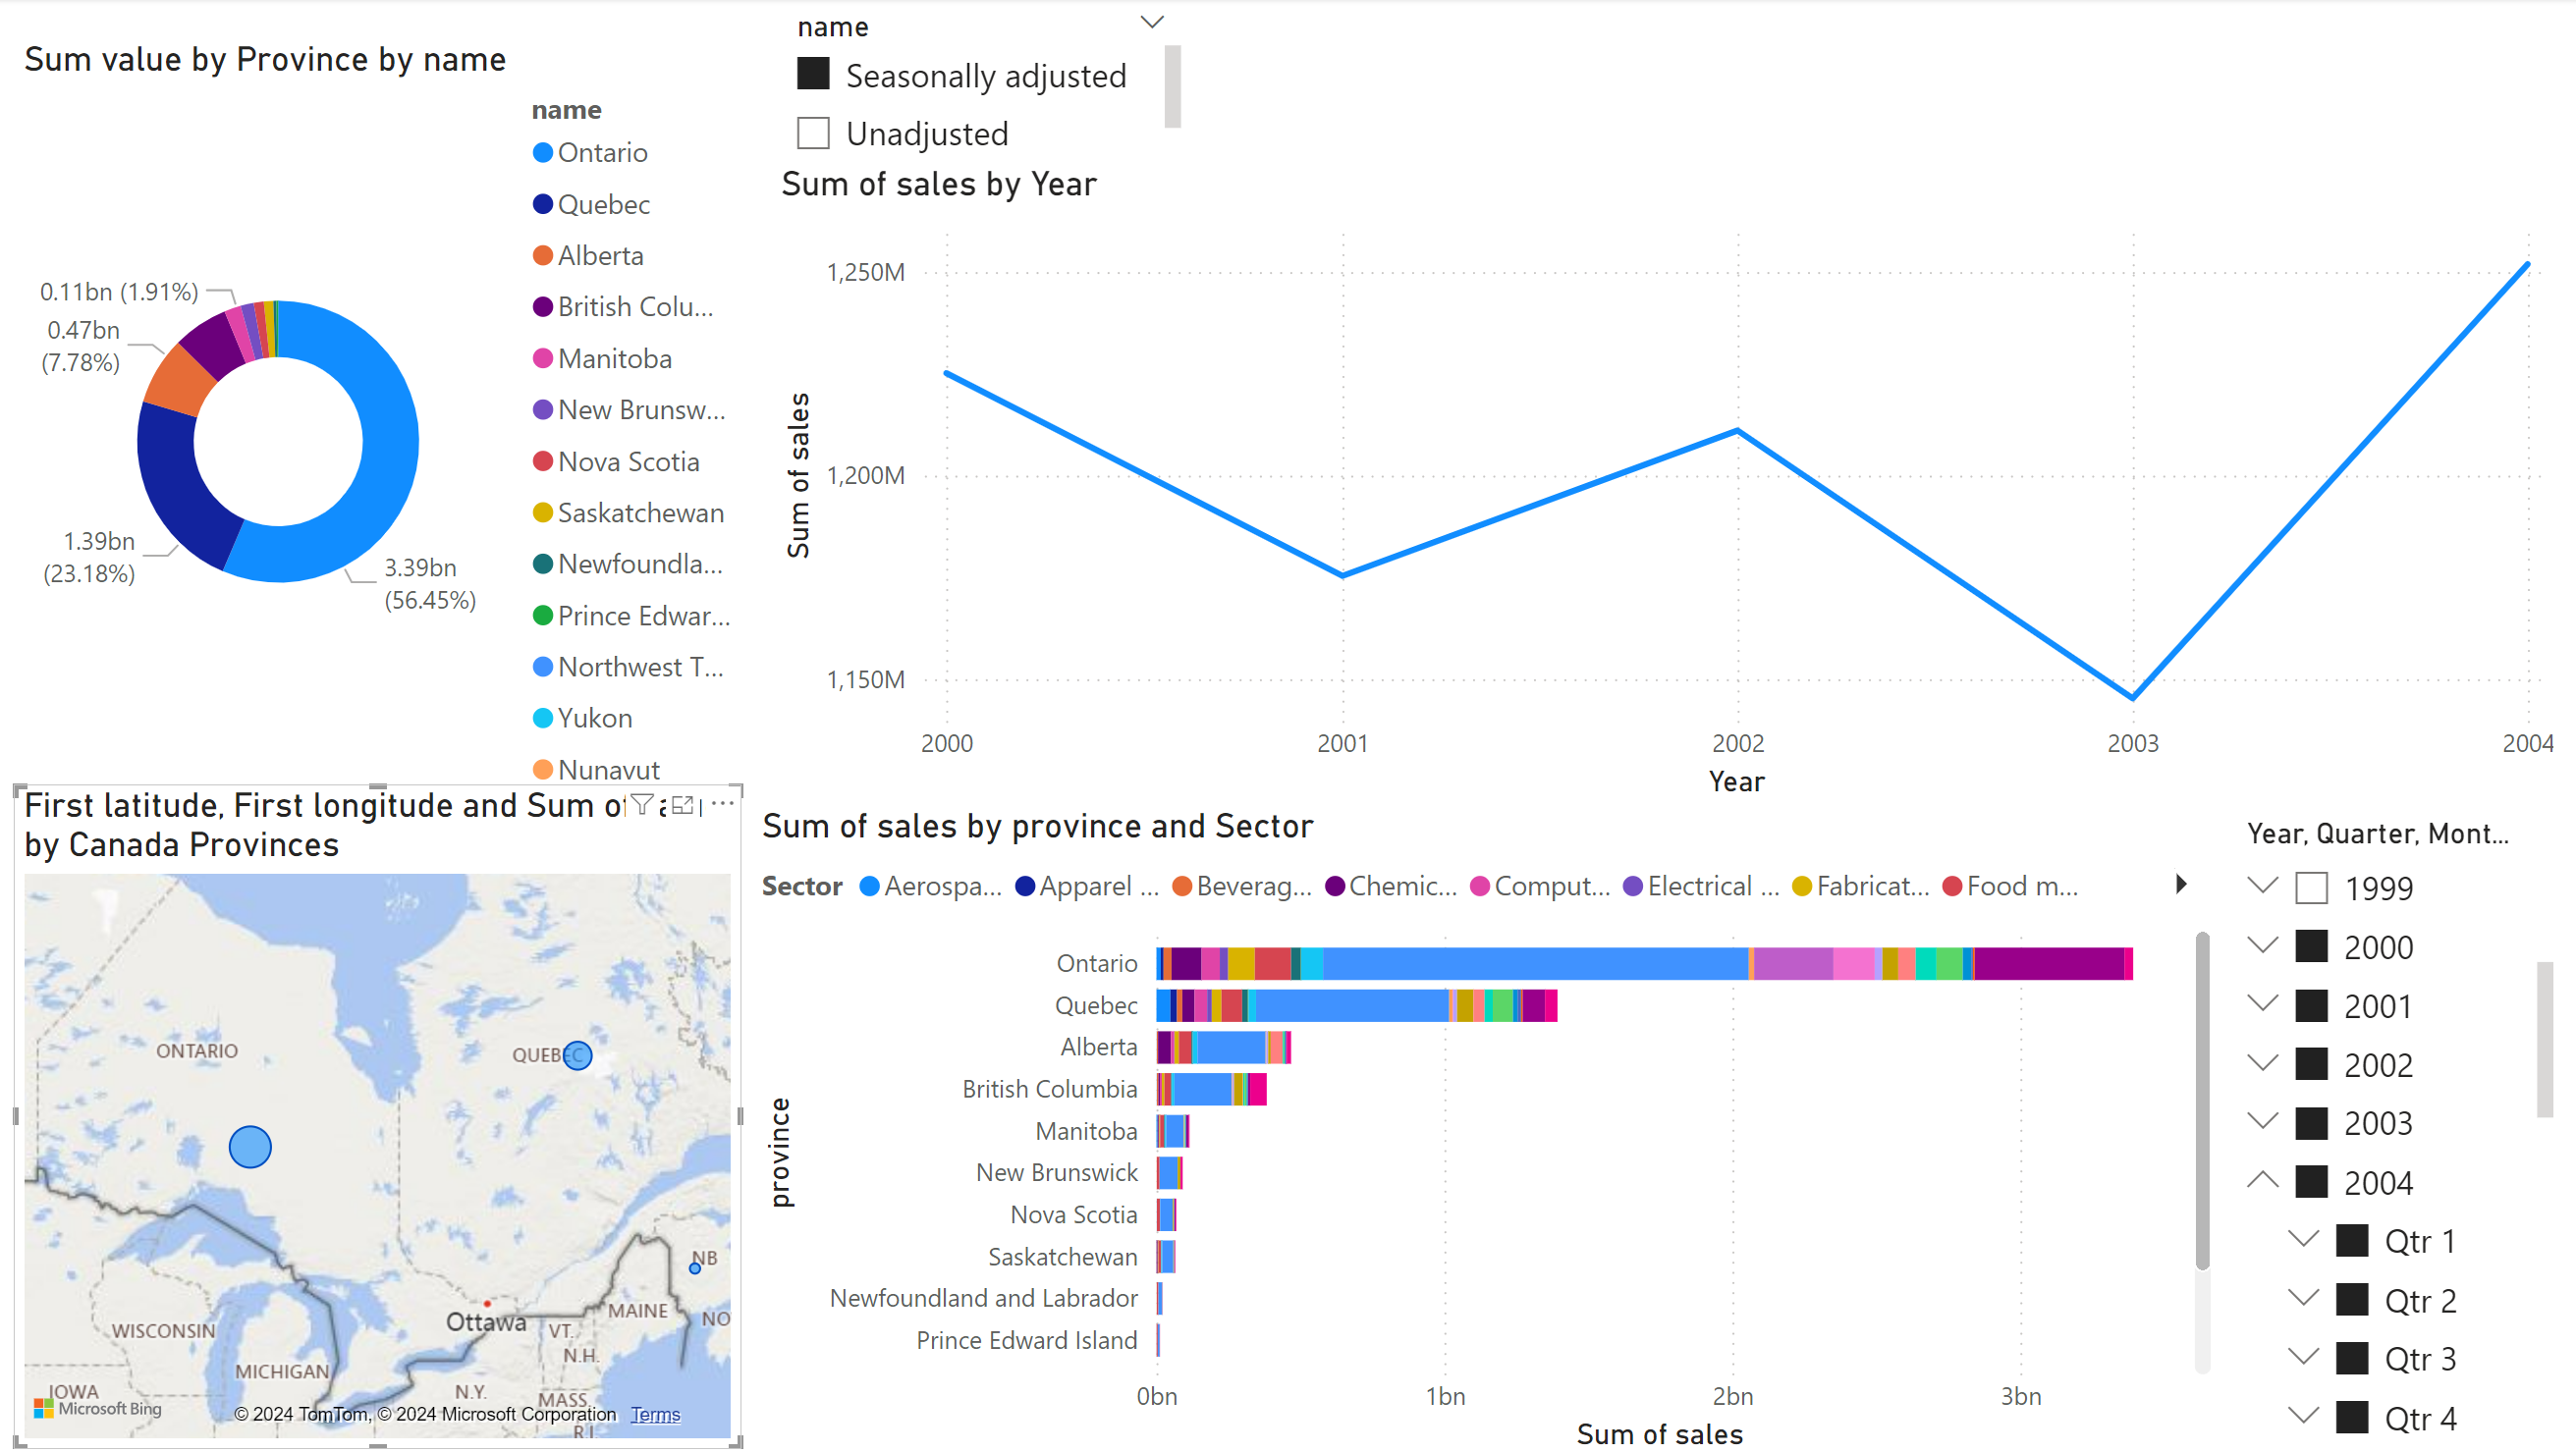 Sum value by Province by name
name
Ontario
Quebec
Alberta
British Colu...
Manitoba
New Brunsw...
Nova Scotia
Saskatchewan
Newfoundla...
Prince Edwar...
Northwest T...
Yukon
Nunavut
0.11bn (1.91%)
0.47bn
(7.78%)
1.39bn
(23.18%)
3.39bn
(56.45%)
name
Seasonally adjusted
Unadjusted
Sum of sales by Year
Sum of sales
1,250M
1,200M
1,150M
2000 2001 2002 2003 2004
Year
First latitude, First longitude and Sum of
by Canada Provinces
ONTARIO
QUEBEC
NB
Ottawa
MAINE
NO
WISCONSIN
VT.
N.H.
MICHIGAN
IOWA
N.Y.
MASS.
R.I.
Microsoft Bing
© 2024 TomTom, © 2024 Microsoft Corporation Terms
Sum of sales by province and Sector
Sector Aerospa... Apparel ... Beverag... Chemic... Comput... Electrical ... Fabricat... Food m...
province
Ontario
Quebec
Alberta
British Columbia
Manitoba
New Brunswick
Nova Scotia
Saskatchewan
Newfoundland and Labrador
Prince Edward Island
0bn 1bn 2bn 3bn
Sum of sales
Year, Quarter, Mont...
1999
2000
2001
2002
2003
2004
Qtr 1
Qtr 2
Qtr 3
Qtr 4